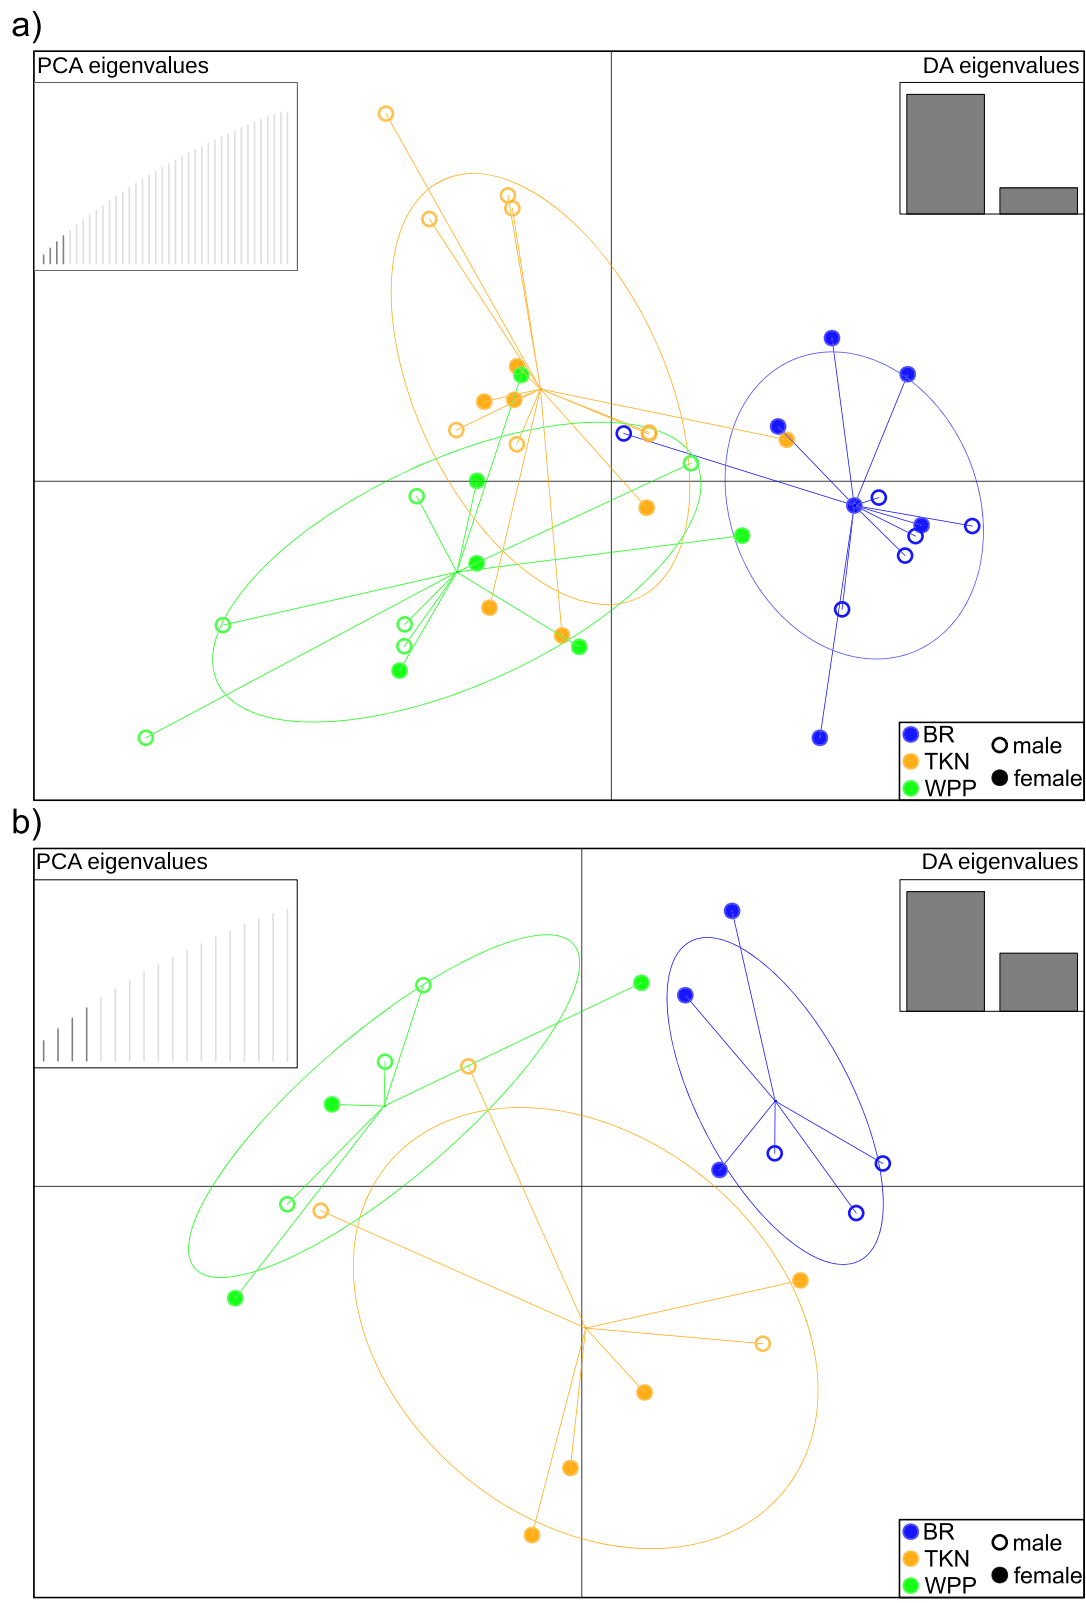 a)
PCA eigenvalues
DA eigenvalues
BR
TKN
WPP
male
female
b)
PCA eigenvalues
DA eigenvalues
BR
TKN
WPP
male
female